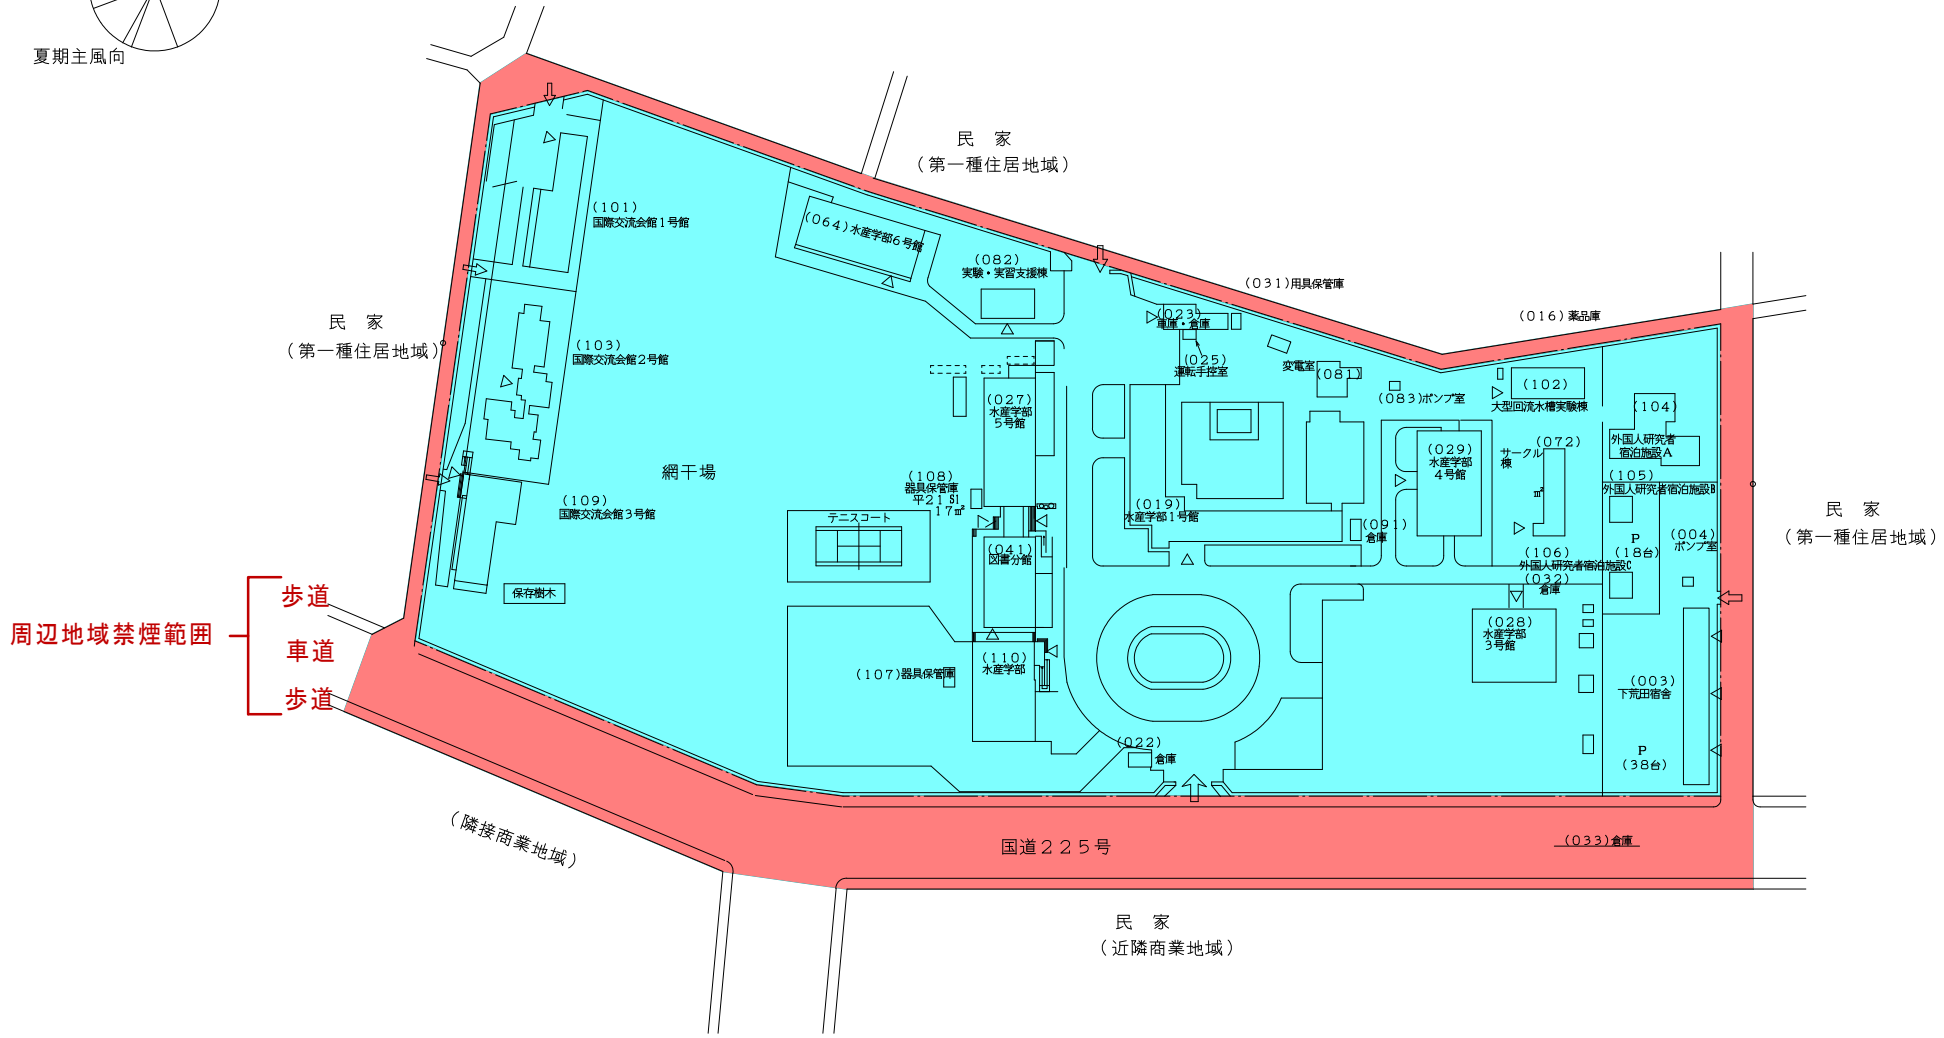 夏期主風向
民　家
（第一種住居地域）
（１０１）
国際交流会館１号館
（０６４）水産学部６号館
（０８２）
実験・実習支援棟
（０３１）用具保管庫
（０１６）薬品庫
（０２３）
車庫・倉庫
（０２５）
運転手控室
変電室
（０８１）
（０８３）ポンプ室
（１０２）
大型回流水槽実験棟
（１０４）
外国人研究者
宿泊施設Ａ
民　家
（第一種住居地域）
（１０３）
国際交流会館２号館
（０２７）
水産学部
５号館
（０２９）
水産学部
４号館
（０７２）
サークル
棟
㎡
（１０５）
外国人研究者宿泊施設Ｂ
網干場
（１０８）
器具保管庫
平２１ S1
１７㎡
（１０９）
国際交流会館３号館
テニスコート
（０１９）
水産学部１号館
（０９１）
倉庫
Ｐ
（１８台）
（００４）
ポンプ室
民　家
（第一種住居地域）
（０４１）
図書分館
（１０６）
外国人研究者宿泊施設Ｃ
（０３２）
倉庫
保存樹木
歩道
周辺地域禁煙範囲
車道
歩道
（０２８）
水産学部
３号館
（１１０）
水産学部
（１０７）器具保管庫
（００３）
下荒田宿舎
（０２２）
倉庫
Ｐ
（３８台）
（隣接商業地域）
国道２２５号
（０３３）倉庫
民　家
（近隣商業地域）